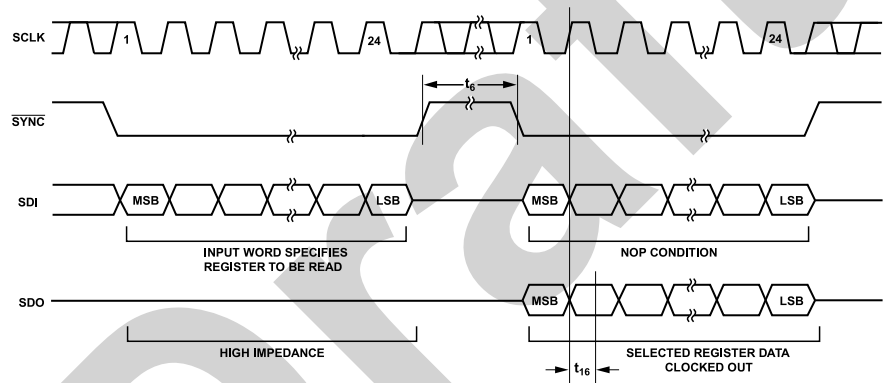 SCLK
1
24
1
24
t6
SYNC
SDI
MSB
LSB
MSB
LSB
INPUT WORD SPECIFIES
REGISTER TO BE READ
NOP CONDITION
SDO
MSB
LSB
HIGH IMPEDANCE
t16
SELECTED REGISTER DATA
CLOCKED OUT